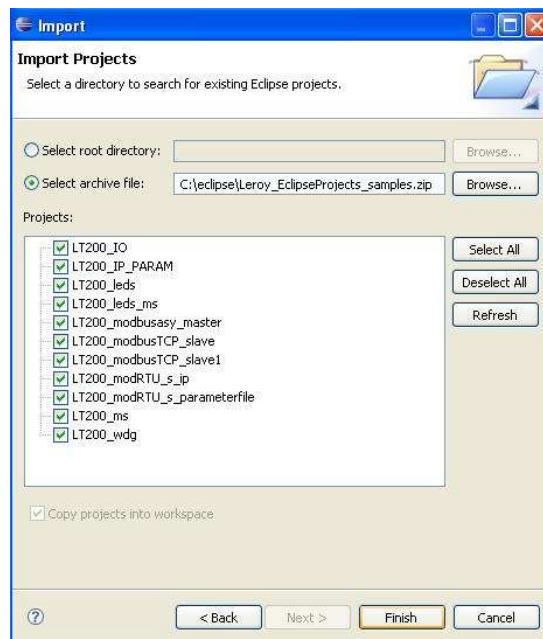 Import
Import Projects
Select a directory to search for existing Eclipse projects.
Select root directory:
Browse...
Select archive file:
C:\eclipse\Leroy_EclipseProjects_samples.zip
Browse...
Projects:
LT200_IO
LT200_IP_PARAM
LT200_leds
LT200_leds_ms
LT200_modbusasy_master
LT200_modbusTCP_slave
LT200_modbusTCP_slave1
LT200_modRTU_s_ip
LT200_modRTU_s_parameterfile
LT200_ms
LT200_wdg
Select All
Deselect All
Refresh
Copy projects into workspace
?
< Back
Next >
Finish
Cancel